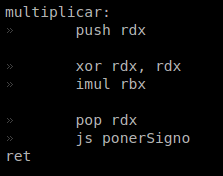 multiplicar:
»       push rdx

»       xor rdx, rdx
»       imul rbx

»       pop rdx
»       js ponerSigno
ret